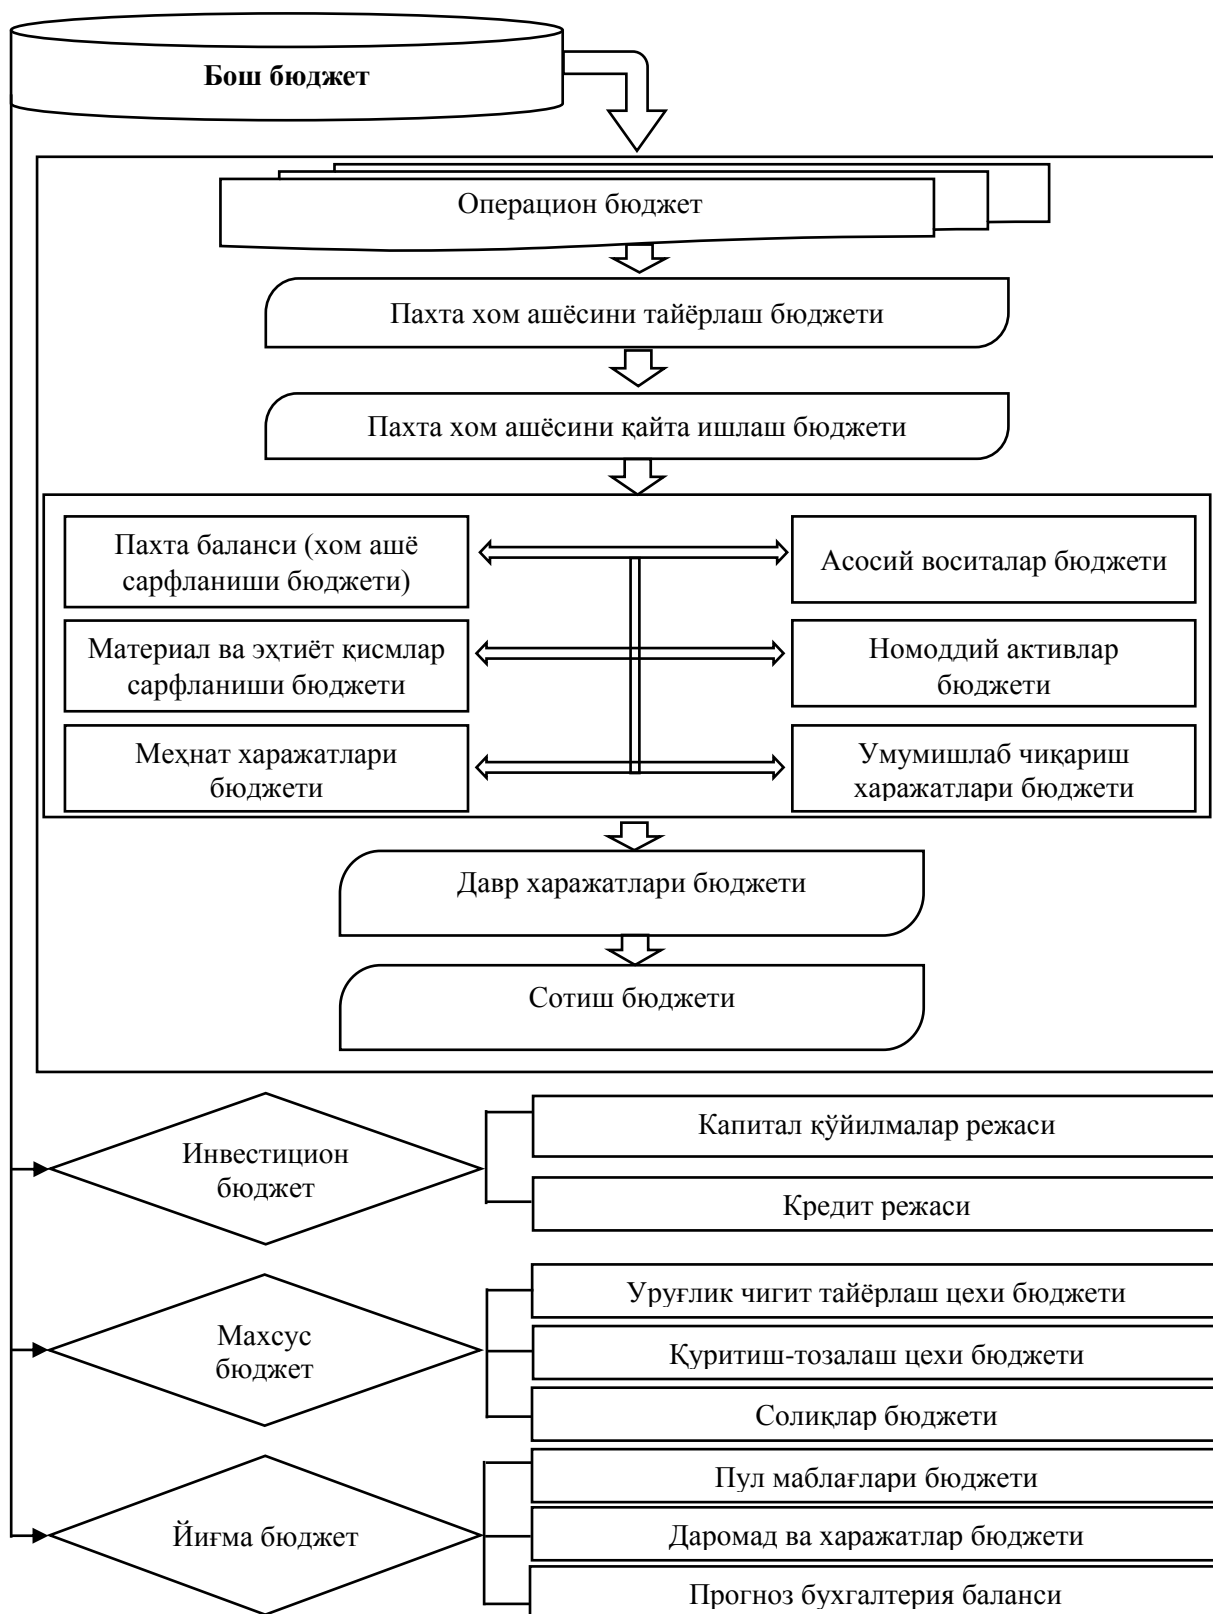 Бош бюджет
Операцион бюджет
Пахта хом ашёсини тайёрлаш бюджети
Пахта хом ашёсини қайта ишлаш бюджети
Пахта баланси (хом ашё
сарфланиши бюджети)
Асосий воситалар бюджети
Материал ва эҳтиёт қисмлар
сарфланиши бюджети
Номоддий активлар
бюджети
Меҳнат харажатлари
бюджети
Умумишлаб чиқариш
харажатлари бюджети
Давр харажатлари бюджети
Сотиш бюджети
Инвестицион
бюджет
Капитал қўйилмалар режаси
Кредит режаси
Махсус
бюджет
Уруғлик чигит тайёрлаш цехи бюджети
Қуритиш-тозалаш цехи бюджети
Солиқлар бюджети
Йиғма бюджет
Пул маблағлари бюджети
Даромад ва харажатлар бюджети
Прогноз бухгалтерия баланси